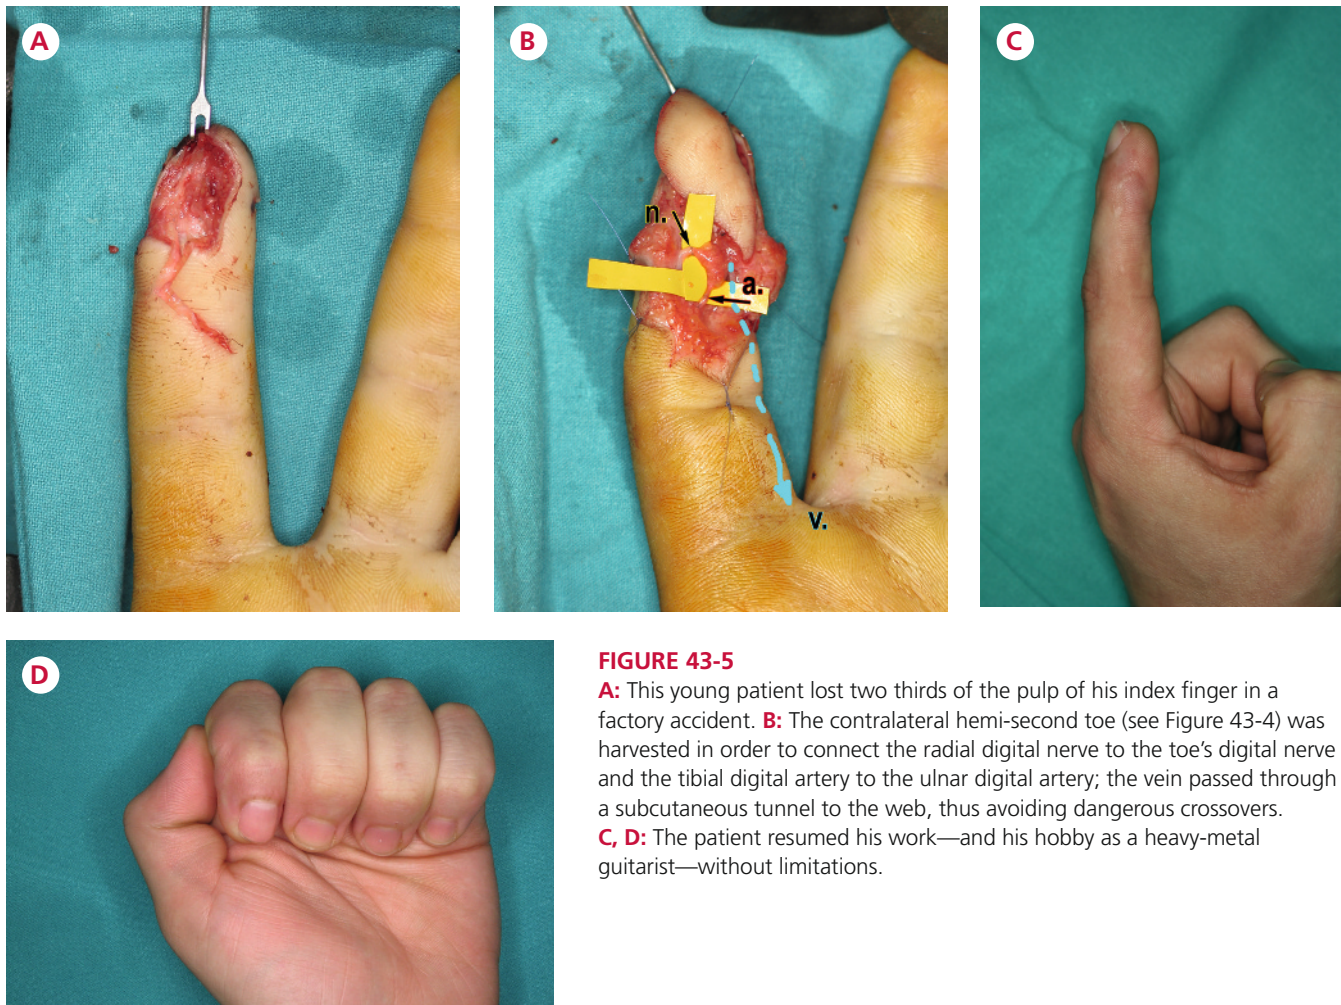 A
B
C
n.
a.
v.
D
FIGURE 43-5
A: This young patient lost two thirds of the pulp of his index finger in a
factory accident. B: The contralateral hemi-second toe (see Figure 43-4) was
harvested in order to connect the radial digital nerve to the toe’s digital nerve
and the tibial digital artery to the ulnar digital artery; the vein passed through
a subcutaneous tunnel to the web, thus avoiding dangerous crossovers.
C, D: The patient resumed his work—and his hobby as a heavy-metal
guitarist—without limitations.